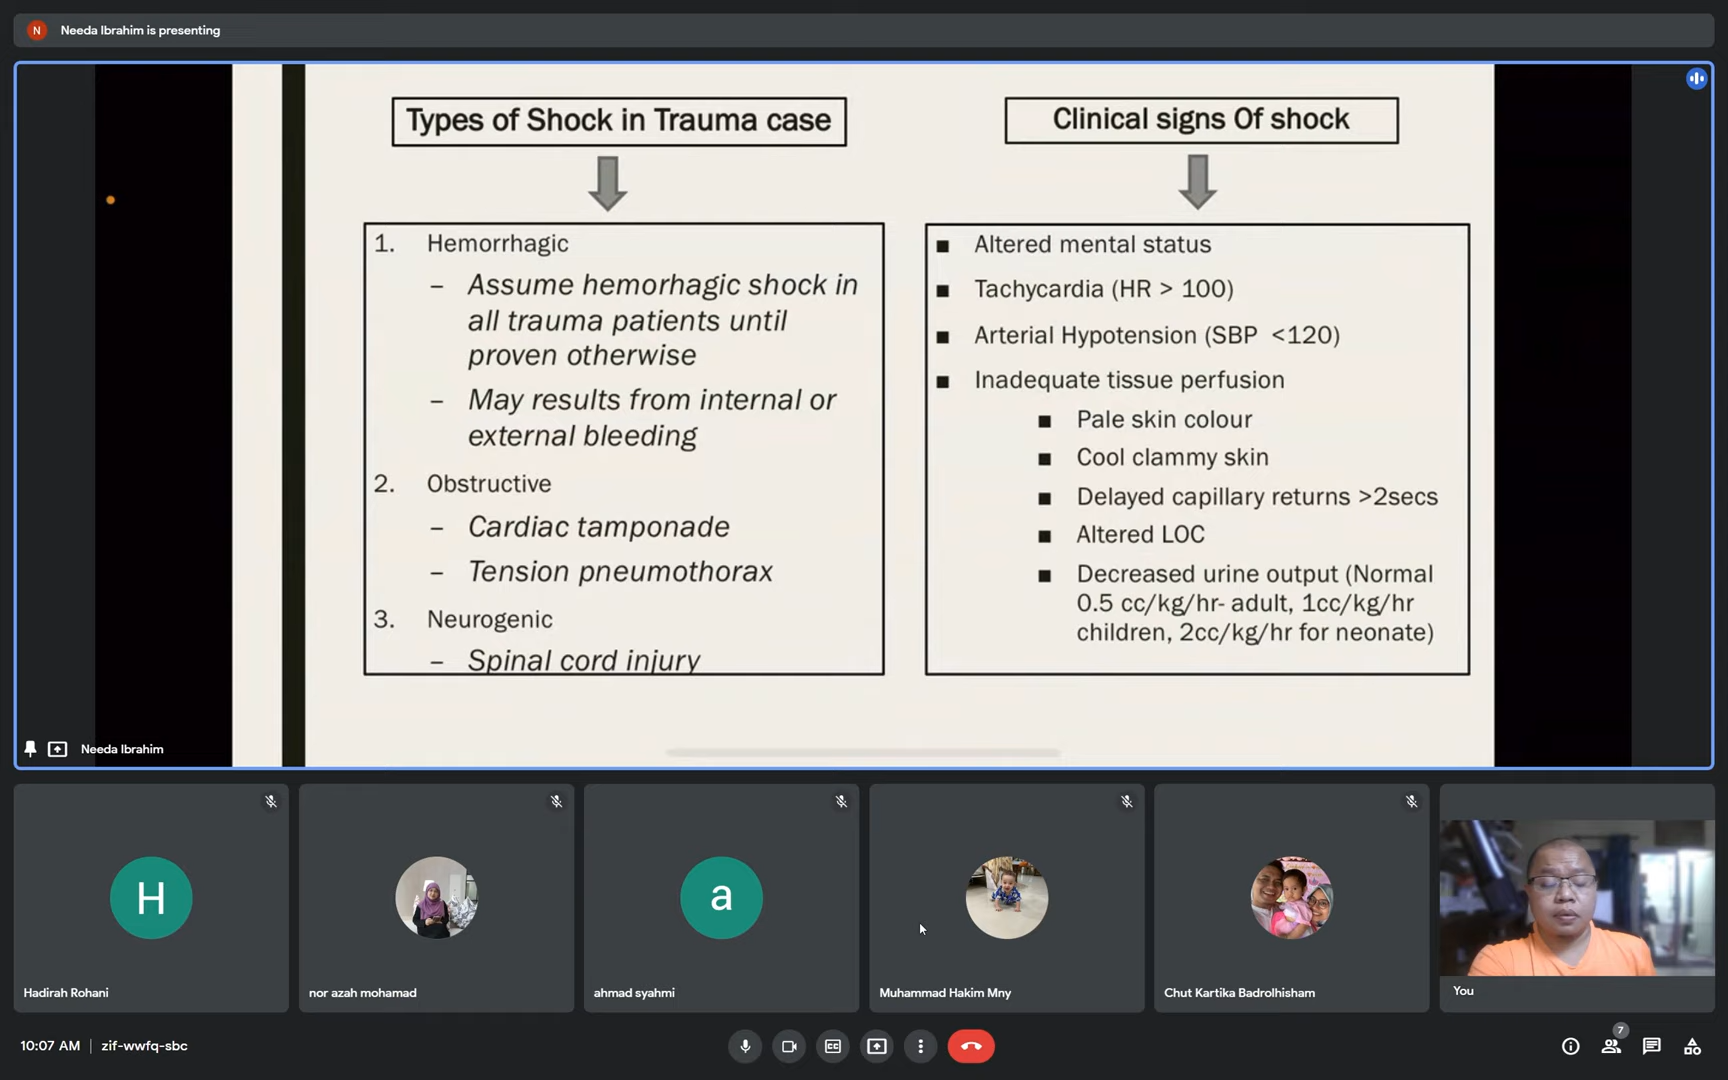 N
Needa Ibrahim is presenting
Types of Shock in Trauma case
1. Hemorrhagic
– Assume hemorhagic shock in
all trauma patients until
proven otherwise
– May results from internal or
external bleeding
2. Obstructive
– Cardiac tamponade
– Tension pneumothorax
3. Neurogenic
– Spinal cord injury
Clinical signs Of shock
■ Altered mental status
■ Tachycardia (HR > 100)
■ Arterial Hypotension (SBP <120)
■ Inadequate tissue perfusion
■ Pale skin colour
■ Cool clammy skin
■ Delayed capillary returns >2secs
■ Altered LOC
■ Decreased urine output (Normal
0.5 cc/kg/hr- adult, 1cc/kg/hr
children, 2cc/kg/hr for neonate)
Needa Ibrahim
H
Hadirah Rohani
nor azah mohamad
a
ahmad syahmi
Muhammad Hakim Mny
Chut Kartika Badrolhisham
You
10:07 AM | zif-wwfq-sbc
CC
7